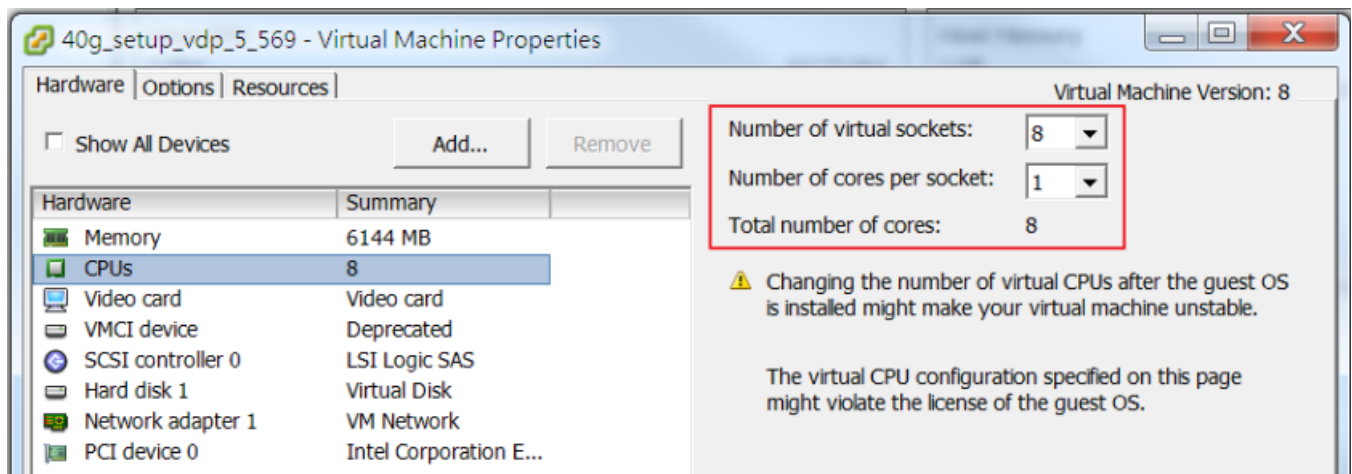 40g_setup_vdp_5_569 - Virtual Machine Properties
Hardware Options Resources
Virtual Machine Version: 8
Show All Devices
Add...
Remove
Hardware Summary
Memory 6144 MB
CPUs 8
Video card Video card
VMCI device Deprecated
SCSI controller 0 LSI Logic SAS
Hard disk 1 Virtual Disk
Network adapter 1 VM Network
PCI device 0 Intel Corporation E...
Number of virtual sockets: 8
Number of cores per socket: 1
Total number of cores: 8
Changing the number of virtual CPUs after the guest OS
is installed might make your virtual machine unstable.
The virtual CPU configuration specified on this page
might violate the license of the guest OS.